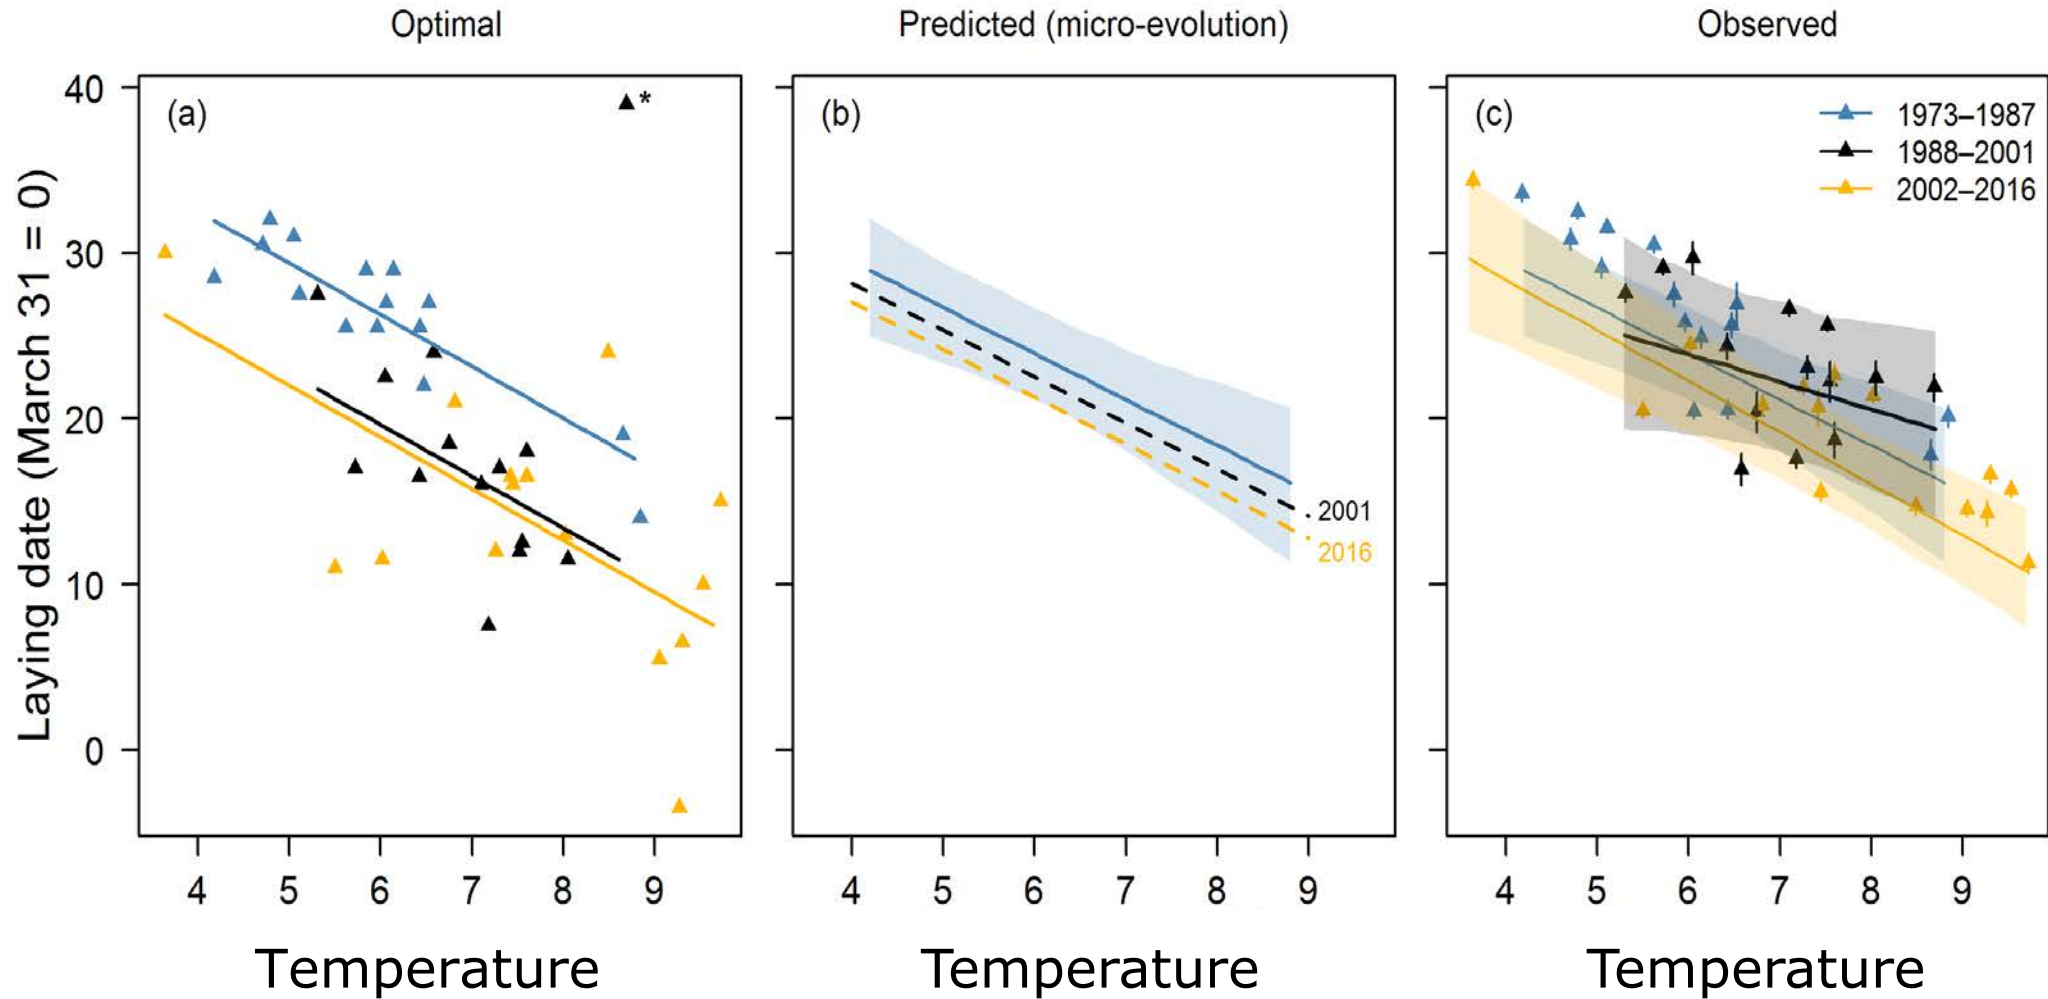 Optimal
Predicted (micro-evolution)
Observed
Laying date (March 31 = 0)
40
30
20
10
0
(a)
*
(b)
(c)
1973–1987
1988–2001
2002–2016
2001
2016
4 5 6 7 8 9
4 5 6 7 8 9
4 5 6 7 8 9
Temperature
Temperature
Temperature